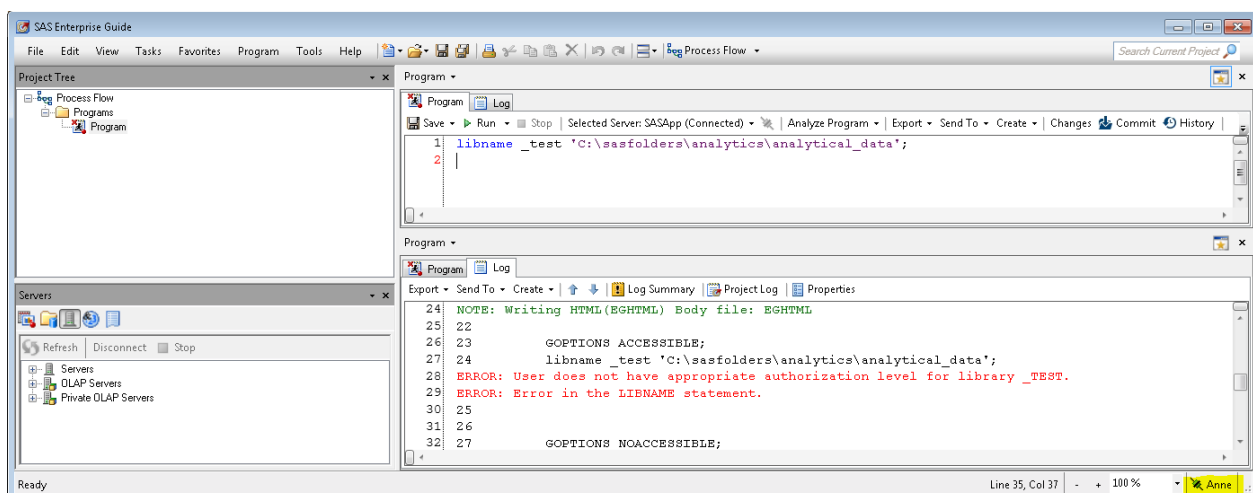 SAS Enterprise Guide
File Edit View Tasks Favorites Program Tools Help Process Flow Search Current Project
Project Tree
Process Flow
Programs
Program
Servers
Refresh Disconnect Stop
Servers
OLAP Servers
Private OLAP Servers
Program
Program Log
Save Run Stop Selected Server: SASApp (Connected) Analyze Program Export Send To Create Changes Commit History
1 libname _test 'C:\sasfolders\analytics\analytical_data';
2
Program
Program Log
Export Send To Create Log Summary Project Log Properties
24 NOTE: Writing HTML(EGHTML) Body file: EGHTML
25 22
26 23 GOPTIONS ACCESSIBLE;
27 24 libname _test 'C:\sasfolders\analytics\analytical_data';
28 ERROR: User does not have appropriate authorization level for library _TEST.
29 ERROR: Error in the LIBNAME statement.
30 25
31 26
32 27 GOPTIONS NOACCESSIBLE;
Ready Line 35, Col 37 - + 100 % Anne